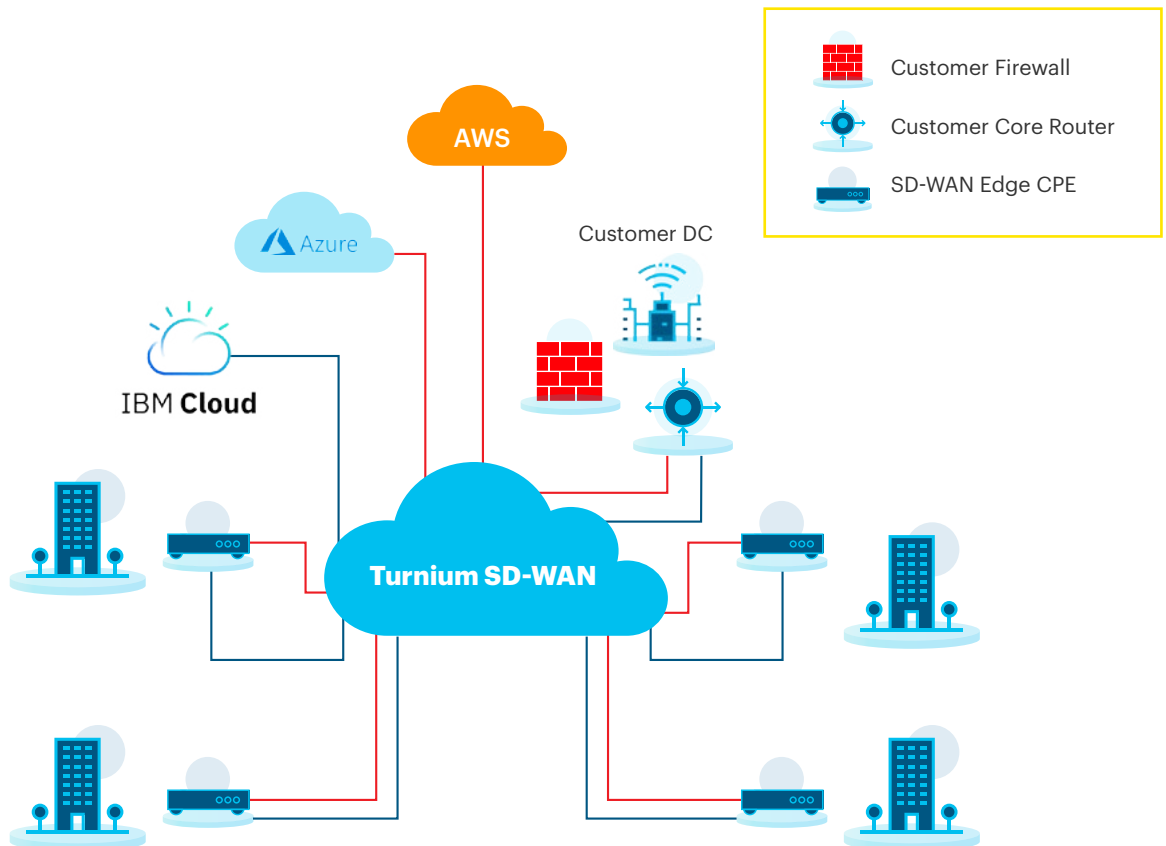 Customer Firewall
Customer Core Router
SD-WAN Edge CPE
AWS
Azure
Customer DC
IBM Cloud
Turnium SD-WAN